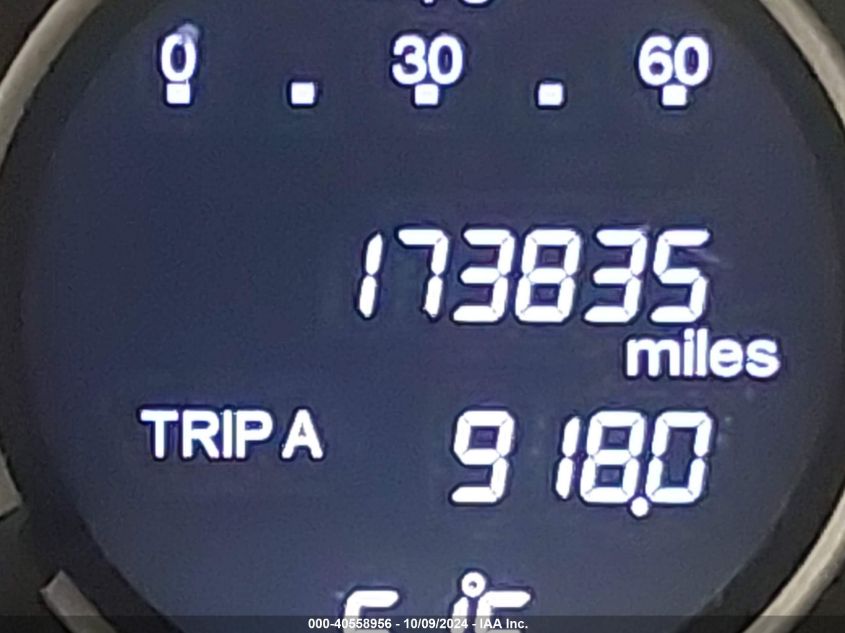 0 30 60
173835
miles
TRIP A 918.0
000-40558956 - 10/09/2024 - IAA Inc.